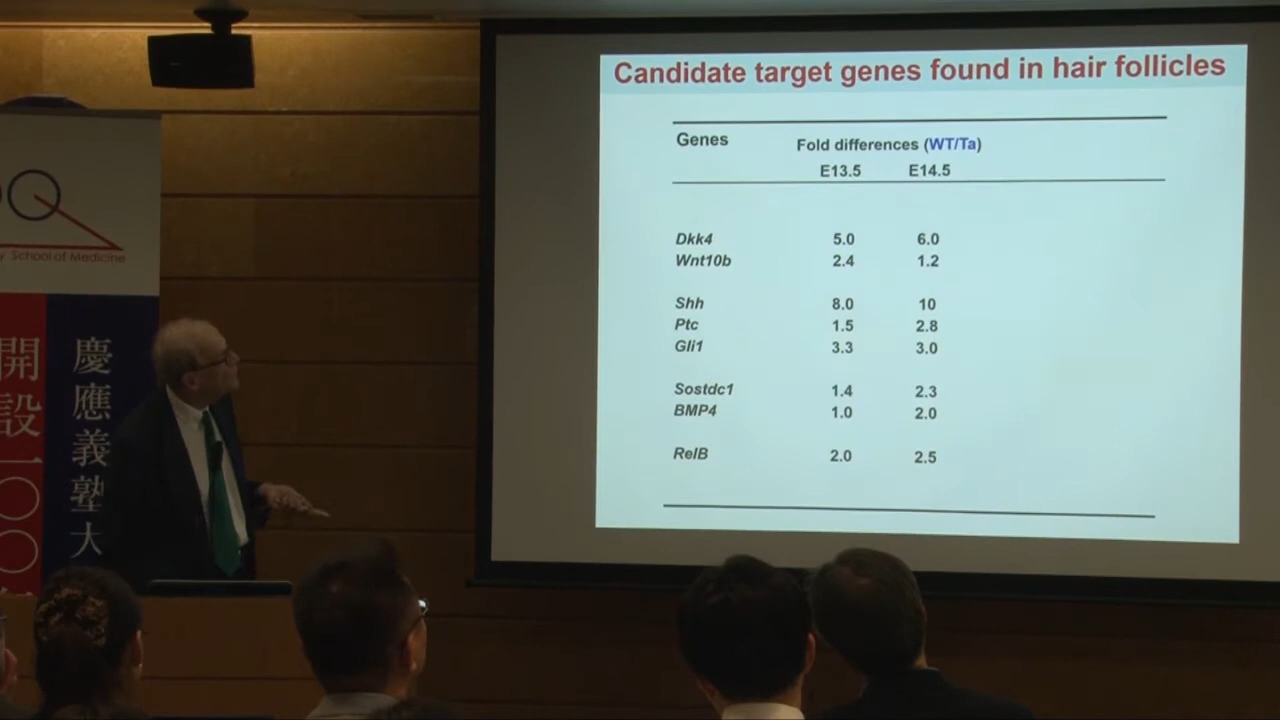 Candidate target genes found in hair follicles
Genes
Fold differences (WT/Ta)
E13.5 E14.5
Dkk4 5.0 6.0
Wnt10b 2.4 1.2
Shh 8.0 10
Ptc 1.5 2.8
Gli1 3.3 3.0
Sostdc1 1.4 2.3
BMP4 1.0 2.0
RelB 2.0 2.5
School of Medicine
慶應義塾大
開設一〇〇